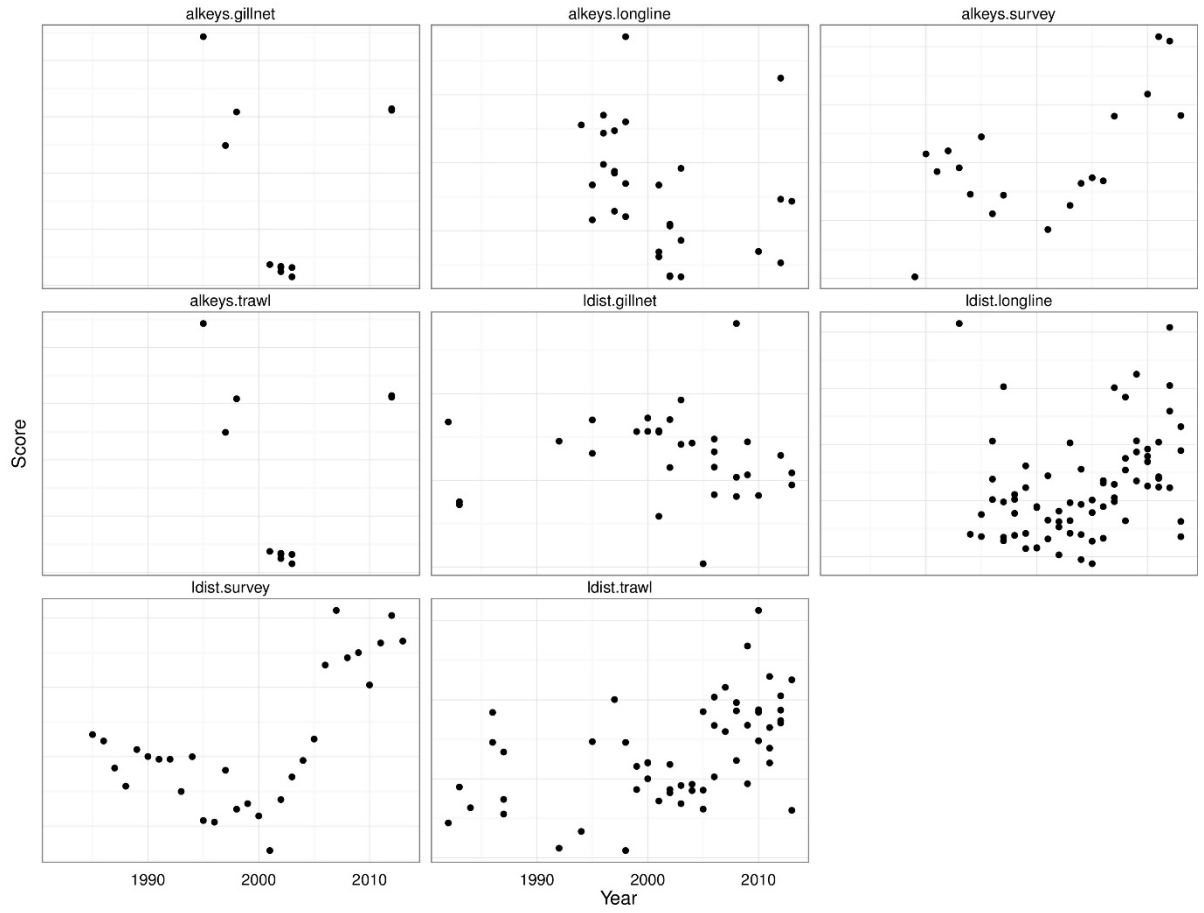 alkeys.gillnet
alkeys.longline
alkeys.survey
alkeys.trawl
ldist.gillnet
ldist.longline
ldist.survey
ldist.trawl
Score
1990 2000 2010
1990 2000 2010
Year